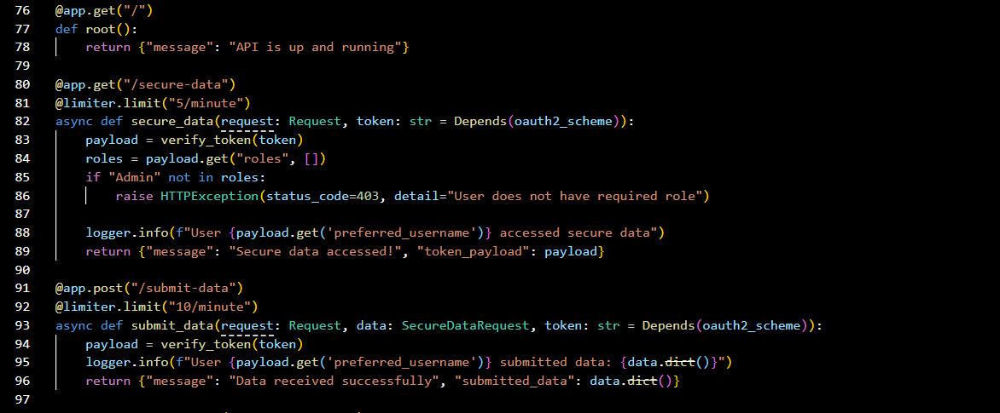 76 @app.get("/")
77 def root():
78     return {"message": "API is up and running"}
79
80 @app.get("/secure-data")
81 @limiter.limit("5/minute")
82 async def secure_data(request: Request, token: str = Depends(oauth2_scheme)):
83     payload = verify_token(token)
84     roles = payload.get("roles", [])
85     if "Admin" not in roles:
86         raise HTTPException(status_code=403, detail="User does not have required role")
87
88     logger.info(f"User {payload.get('preferred_username')} accessed secure data")
89     return {"message": "Secure data accessed!", "token_payload": payload}
90
91 @app.post("/submit-data")
92 @limiter.limit("10/minute")
93 async def submit_data(request: Request, data: SecureDataRequest, token: str = Depends(oauth2_scheme)):
94     payload = verify_token(token)
95     logger.info(f"User {payload.get('preferred_username')} submitted data: {data.dict()}")
96     return {"message": "Data received successfully", "submitted_data": data.dict()}
97